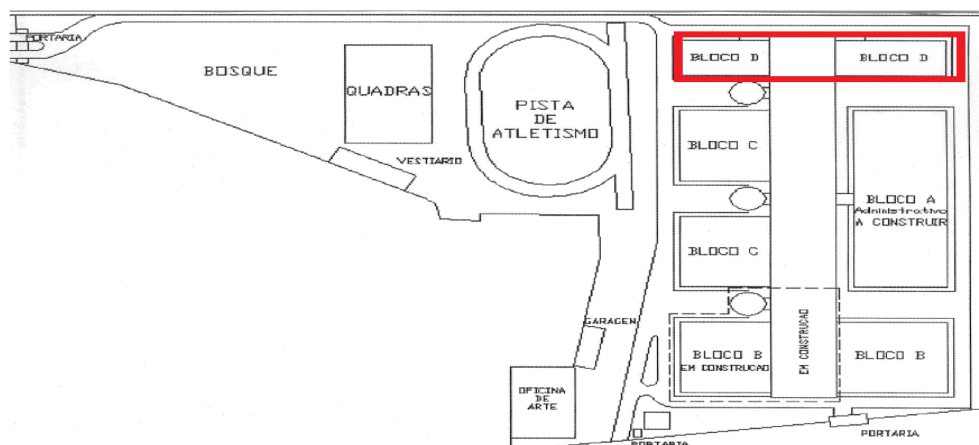 PORTARIA
BOSQUE
QUADRAS
VESTIARIO
PISTA
DE
ATLETISMO
BLOCO D
BLOCO D
BLOCO C
BLOCO A
Administrativo
A CONSTRUIR
BLOCO C
GARAGEN
EM CONSTRUCAO
BLOCO B
EM CONSTRUCAO
BLOCO B
OFICINA
DE
ARTE
PORTARIA
PORTARIA